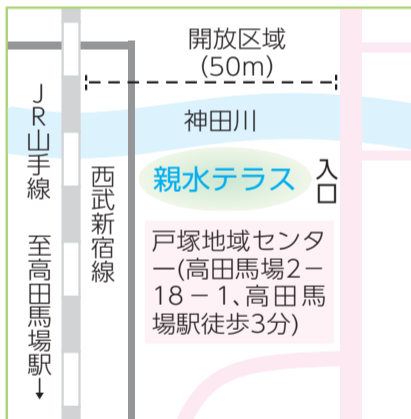 開放区域
(50m)
神田川
親水テラス
入口
戸塚地域センタ
ー(高田馬場2−
18−1、高田馬
場駅徒歩3分)
西武新宿線
JR山手線 至高田馬場駅→